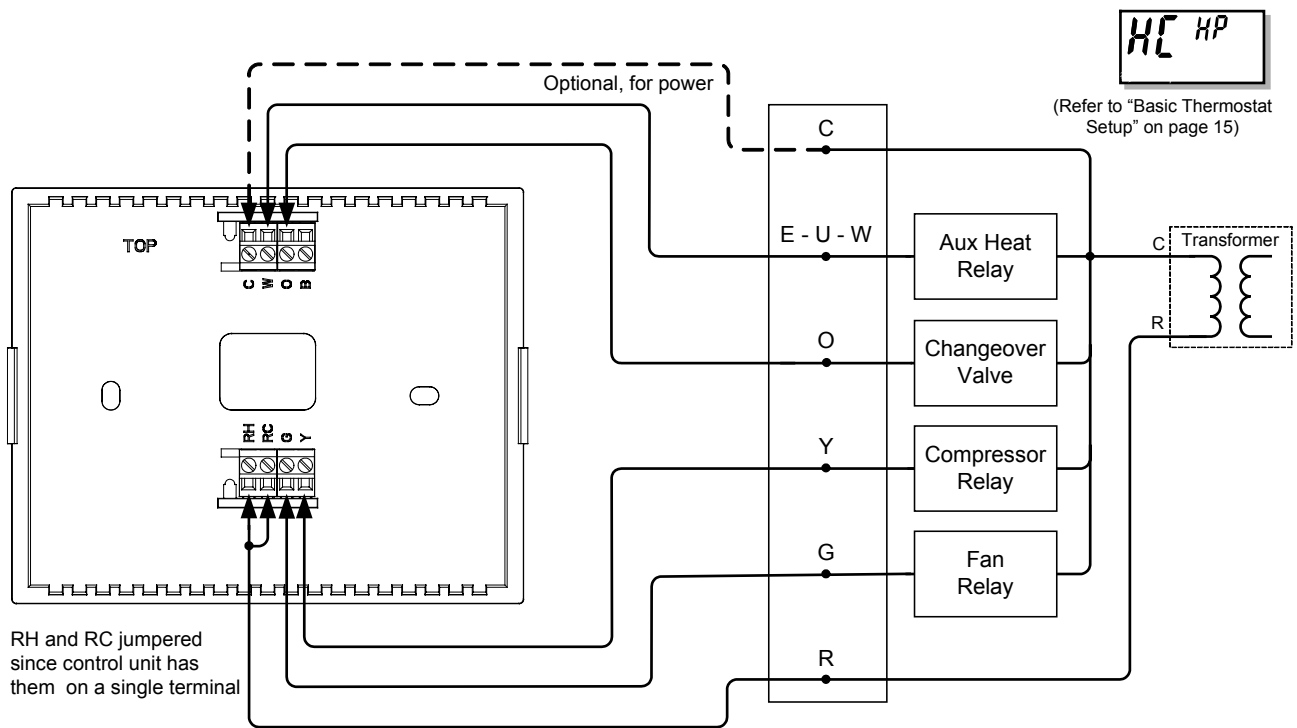 HC HP
(Refer to “Basic Thermostat
Setup” on page 15)
Optional, for power
C
TOP
C W O B
E - U - W
Aux Heat
Relay
C
Transformer
R
O
Changeover
Valve
RH RC G Y
Y
Compressor
Relay
G
Fan
Relay
RH and RC jumpered
since control unit has
them on a single terminal
R